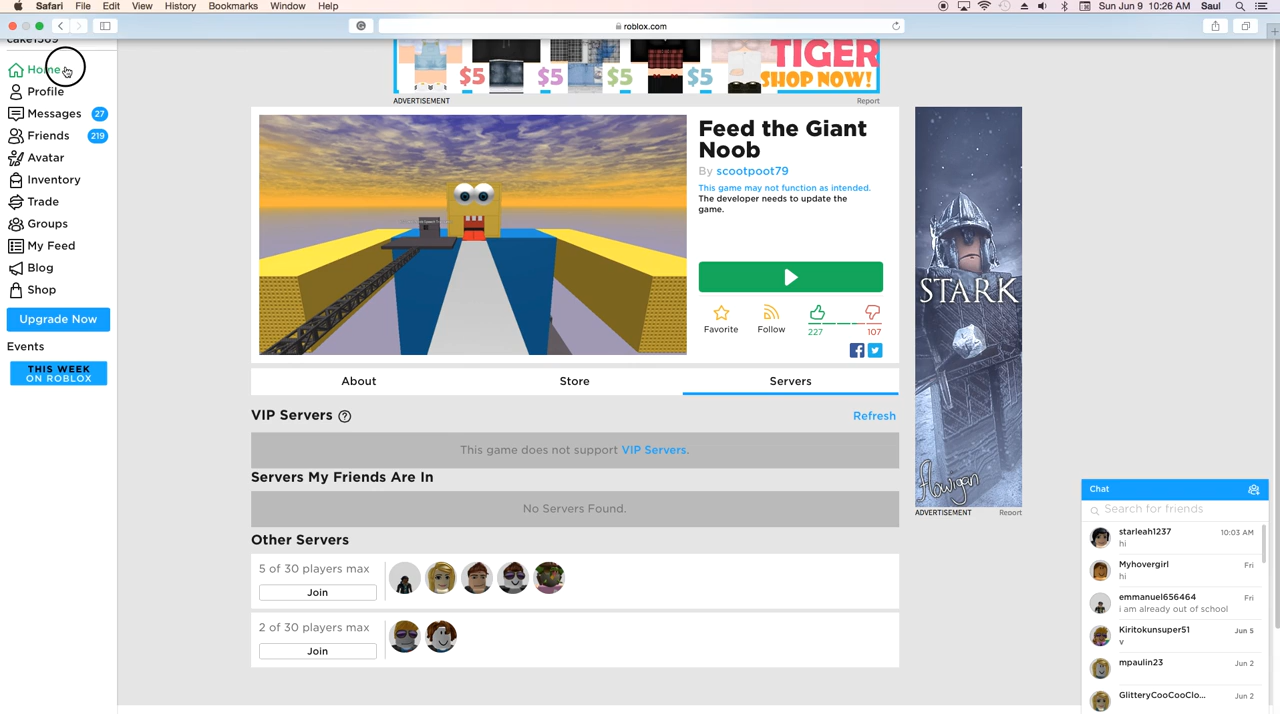 Safari File Edit View History Bookmarks Window Help
Sun Jun 9 10:26 AM Saul
roblox.com
Home
Profile
Messages 27
Friends 219
Avatar
Inventory
Trade
Groups
My Feed
Blog
Shop
Upgrade Now
Events
THIS WEEK
ON ROBLOX
$5 $5 $5 $5
TIGER
SHOP NOW!
ADVERTISEMENT Report
Feed the Giant
Noob
By scootpoot79
This game may not function as intended.
The developer needs to update the
game.
Favorite Follow 227 107
About Store Servers
VIP Servers ?
Refresh
This game does not support VIP Servers.
Servers My Friends Are In
No Servers Found.
Other Servers
5 of 30 players max
Join
2 of 30 players max
Join
STARK
flowigan
ADVERTISEMENT Report
Chat
Search for friends
starleah1237 10:03 AM
hi
Myhovergirl Fri
hi
emmanuel656464 Fri
i am already out of school
Kiritokunsuper51 Jun 5
v
mpaulin23 Jun 2
GlitteryCooCooClo... Jun 2